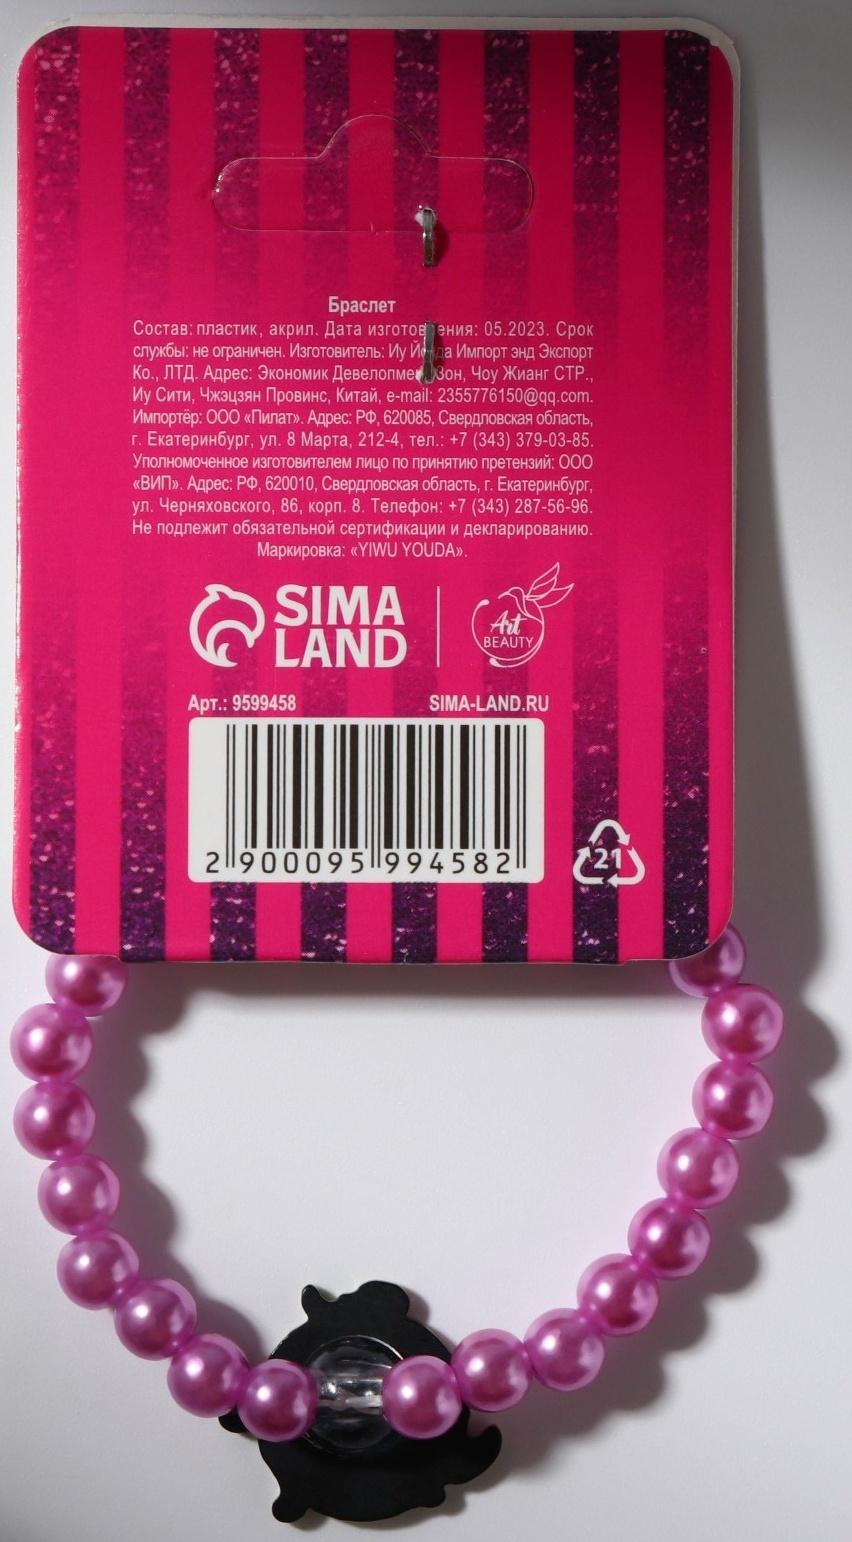 Браслет
Состав: пластик, акрил. Дата изготовления: 05.2023. Срок
службы: не ограничен. Изготовитель: Иу Импорт энд Экспорт
Ко., ЛТД. Адрес: Экономик Девелопмент Зон, Чоу Жианг СТР.,
Иу Сити, Чжэцзян Провинс, Китай, e-mail: 2355776150@qq.com.
Импортёр: ООО «Пилат». Адрес: РФ, 620085, Свердловская область,
г. Екатеринбург, ул. 8 Марта, 212-4, тел.: +7 (343) 379-03-85.
Уполномоченное изготовителем лицо по принятию претензий: ООО
«ВИП». Адрес: РФ, 620010, Свердловская область, г. Екатеринбург,
ул. Черняховского, 86, корп. 8. Телефон: +7 (343) 287-56-96.
Не подлежит обязательной сертификации и декларированию.
Маркировка: «YIWU YOUDA».
SIMA
LAND
Art
BEAUTY
Арт.: 9599458 SIMA-LAND.RU
2 900095 994582
21